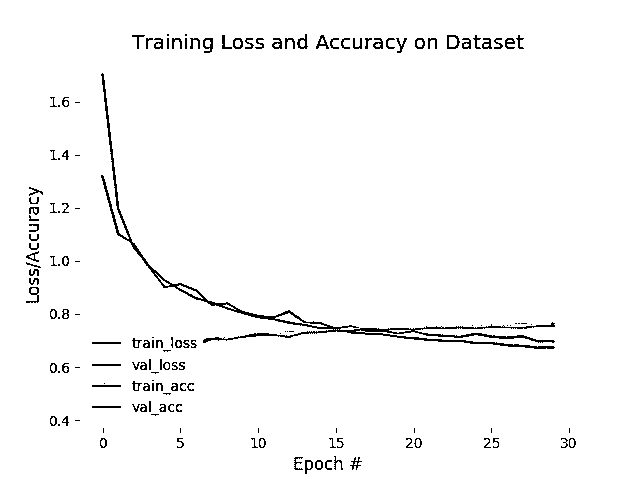 Training Loss and Accuracy on Dataset
1.6
1.4
1.2
1.0
0.8
0.6
0.4
Loss/Accuracy
train_loss
val_loss
train_acc
val_acc
0 5 10 15 20 25 30
Epoch #